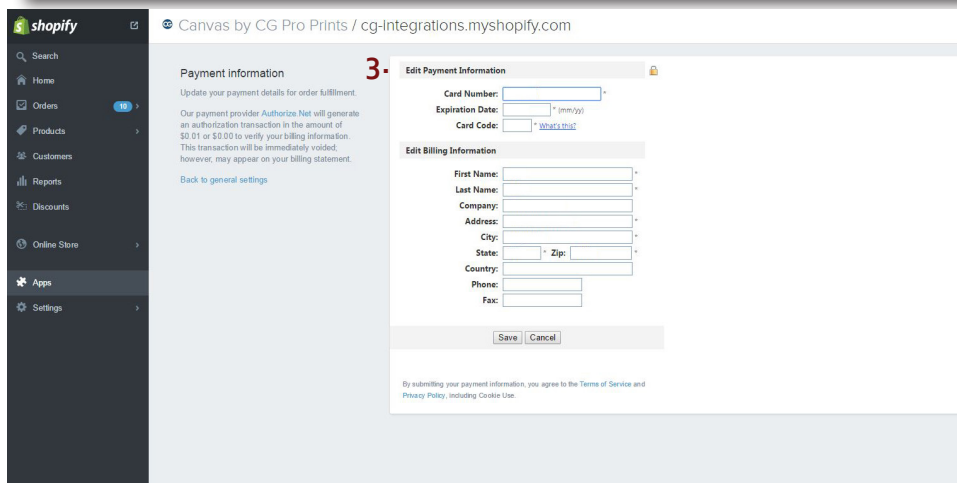 shopify
Canvas by CG Pro Prints / cg-integrations.myshopify.com
Search
Home
Orders 10
Products
Customers
Reports
Discounts
Online Store
Apps
Settings
Payment information
Update your payment details for order fulfillment.
Our payment provider Authorize.Net will generate
an authorization transaction in the amount of
$0.01 or $0.00 to verify your billing information.
This transaction will be immediately voided;
however, may appear on your billing statement.
Back to general settings
3.
Edit Payment Information
Card Number: *
Expiration Date: * (mm/yy)
Card Code: * What's this?
Edit Billing Information
First Name: *
Last Name: *
Company:
Address: *
City: *
State: * Zip: *
Country:
Phone:
Fax:
Save Cancel
By submitting your payment information, you agree to the Terms of Service and
Privacy Policy, including Cookie Use.